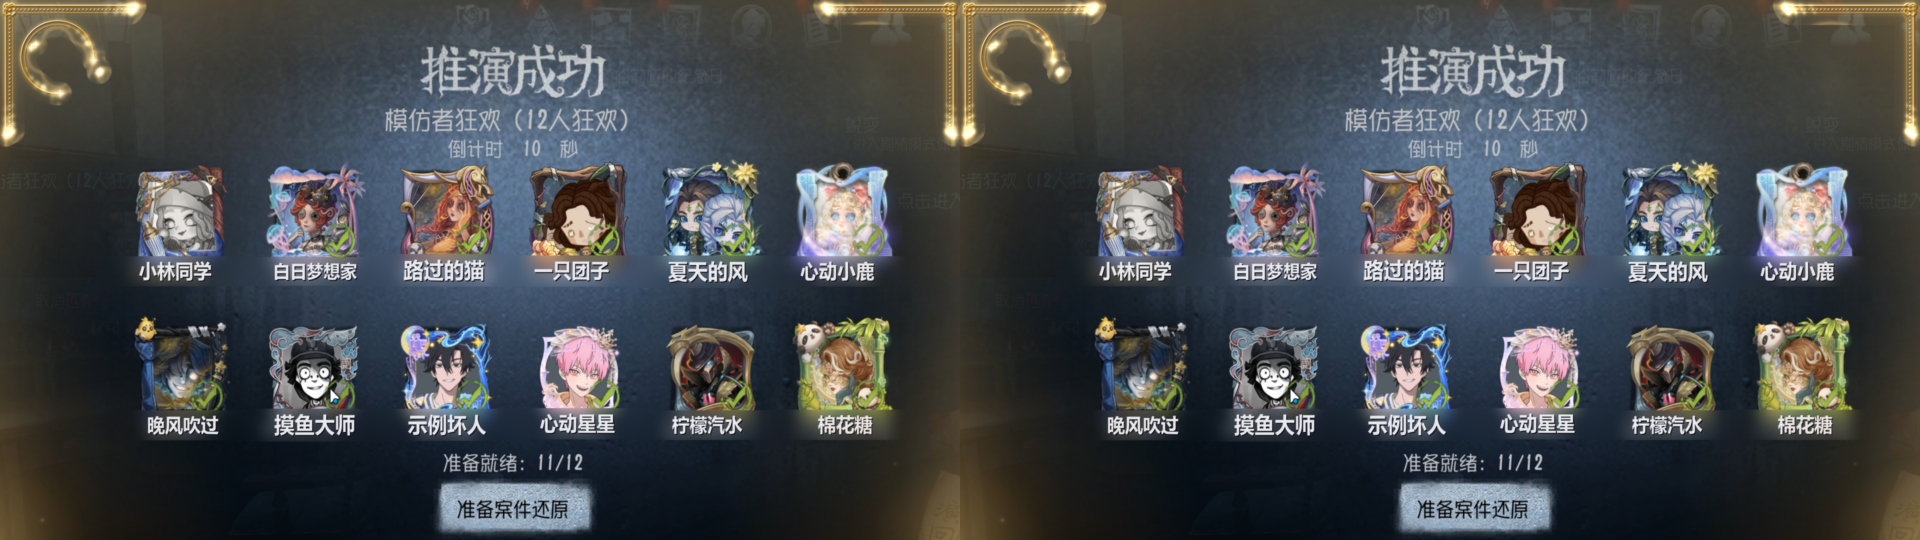 推演成功
模仿者狂欢（12人狂欢）
倒计时 10 秒
小林同学 白日梦想家 路过的猫 一只团子 夏天的风 心动小鹿
晚风吹过 摸鱼大师 示例坏人 心动星星 柠檬汽水 棉花糖
准备就绪：11/12
准备案件还原
推演成功
模仿者狂欢（12人狂欢）
倒计时 10 秒
小林同学 白日梦想家 路过的猫 一只团子 夏天的风 心动小鹿
晚风吹过 摸鱼大师 示例坏人 心动星星 柠檬汽水 棉花糖
准备就绪：11/12
准备案件还原